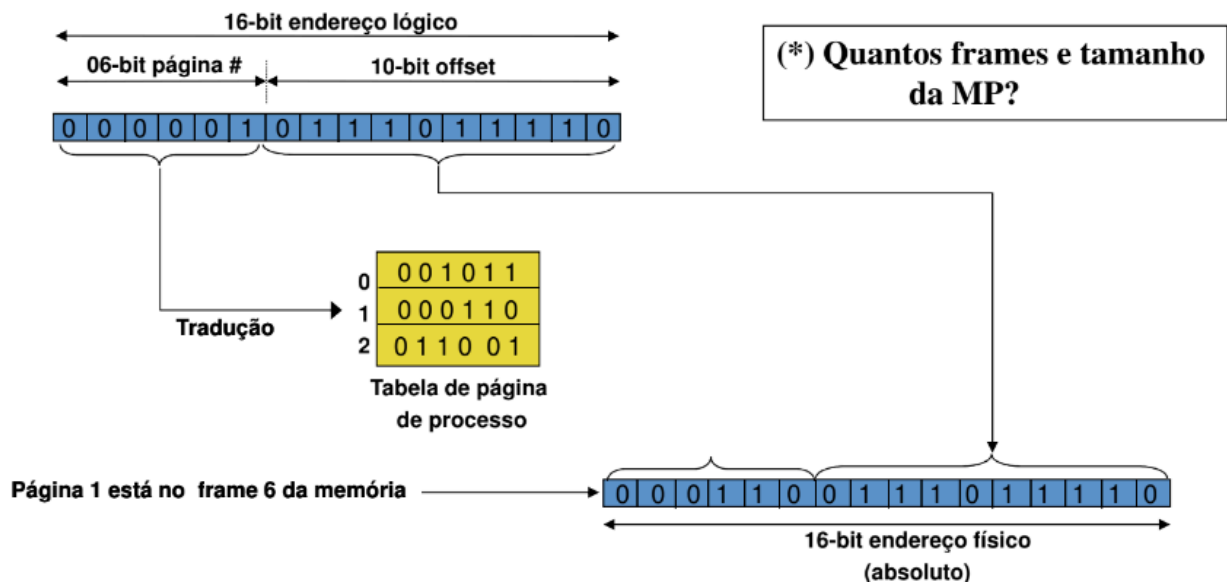 16-bit endereço lógico
(*) Quantos frames e tamanho
da MP?
06-bit página #
10-bit offset
0 0 0 0 0 1 0 1 1 1 0 1 1 1 1 0
Tradução
0 0 0 1 0 1 1
1 0 0 0 1 1 0
2 0 1 1 0 0 1
Tabela de página
de processo
Página 1 está no frame 6 da memória
0 0 0 1 1 0 0 1 1 1 0 1 1 1 1 0
16-bit endereço físico
(absoluto)